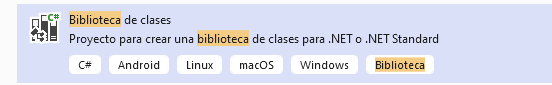 C#
Biblioteca de clases
Proyecto para crear una biblioteca de clases para .NET o .NET Standard
C# Android Linux macOS Windows Biblioteca